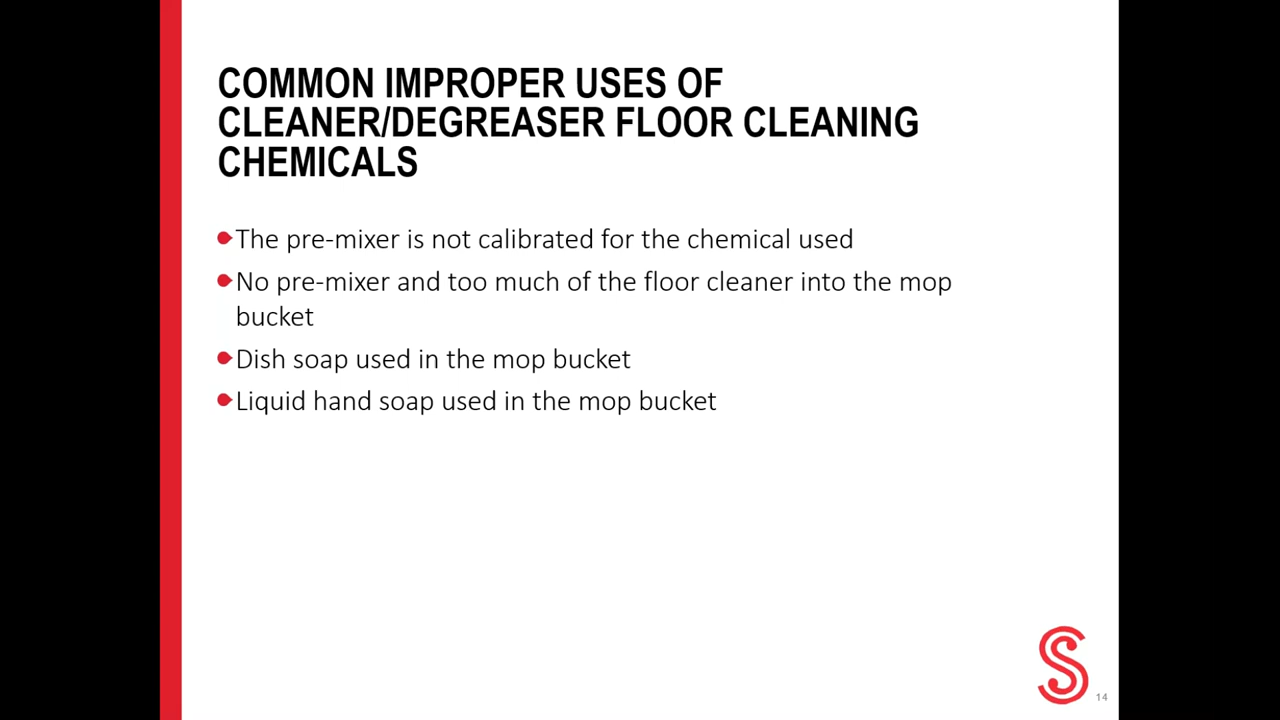 COMMON IMPROPER USES OF
CLEANER/DEGREASER FLOOR CLEANING
CHEMICALS
The pre-mixer is not calibrated for the chemical used
No pre-mixer and too much of the floor cleaner into the mop
bucket
Dish soap used in the mop bucket
Liquid hand soap used in the mop bucket
S
14